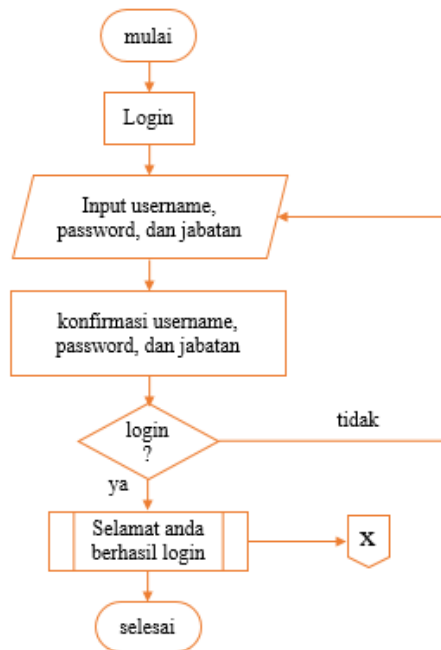 mulai
Login
Input username,
password, dan jabatan
konfirmasi username,
password, dan jabatan
login
?
tidak
ya
Selamat anda
berhasil login
X
selesai